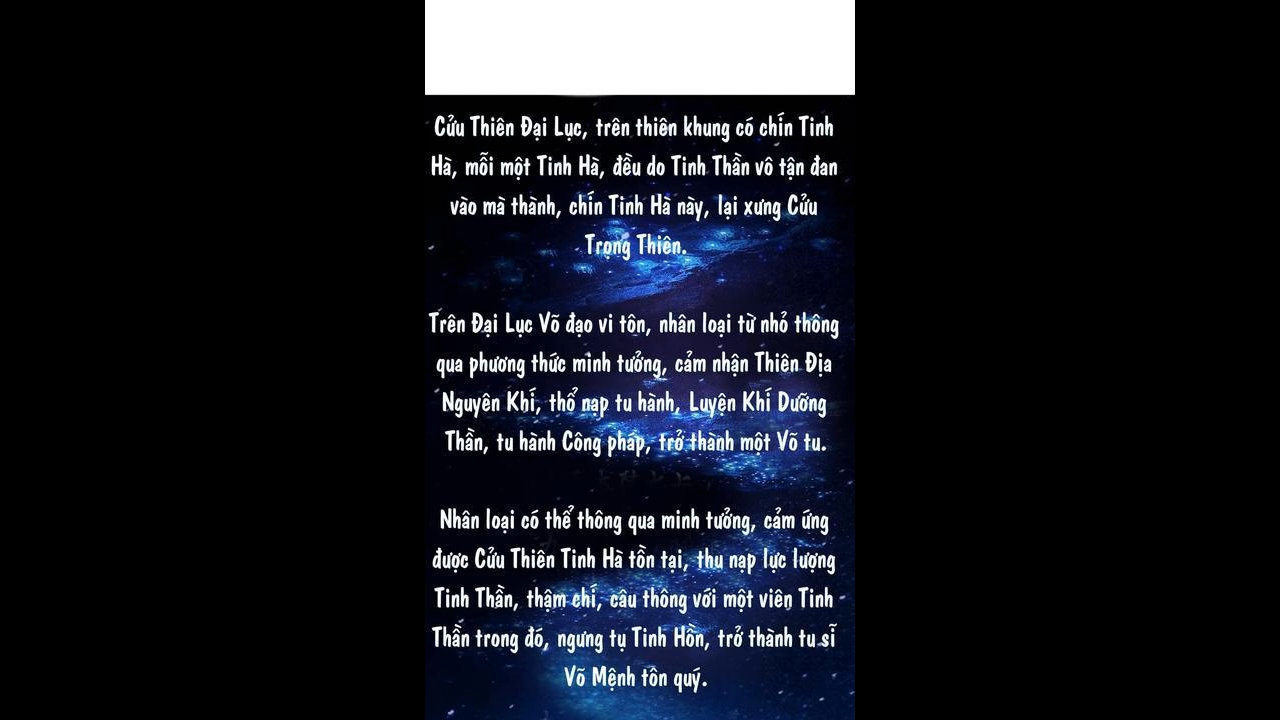 Cửu Thiên Đại Lục, trên thiên khung có chín Tinh
Hà, mỗi một Tinh Hà, đều do Tinh Thần vô tận đan
vào mà thành, chín Tinh Hà này, lại xưng Cửu
Trọng Thiên.
Trên Đại Lục Võ đạo vi tôn, nhân loại từ nhỏ thông
qua phương thức minh tưởng, cảm nhận Thiên Địa
Nguyên Khí, thổ nạp tu hành, Luyện Khí Dưỡng
Thần, tu hành Công pháp, trở thành một Võ tu.
Nhân loại có thể thông qua minh tưởng, cảm ứng
được Cửu Thiên Tinh Hà tồn tại, thu nạp lực lượng
Tinh Thần, thậm chí, câu thông với một viên Tinh
Thần trong đó, ngưng tụ Tinh Hồn, trở thành tu sĩ
Võ Mệnh tôn quý.